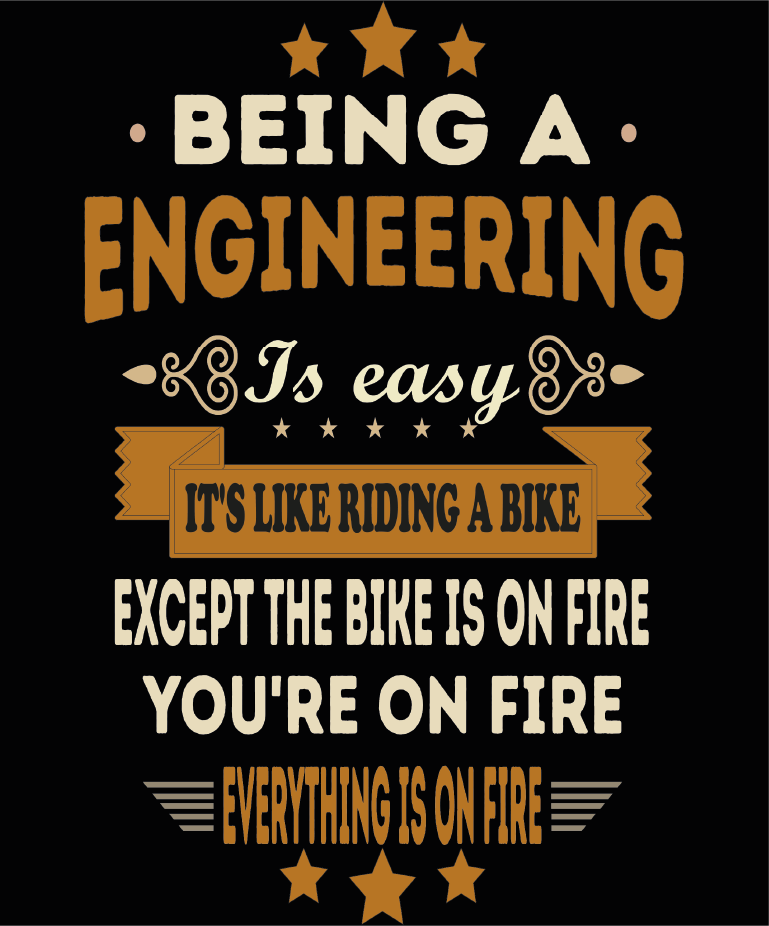 BEING A
ENGINEERING
Is easy
IT'S LIKE RIDING A BIKE
EXCEPT THE BIKE IS ON FIRE
YOU'RE ON FIRE
EVERYTHING IS ON FIRE